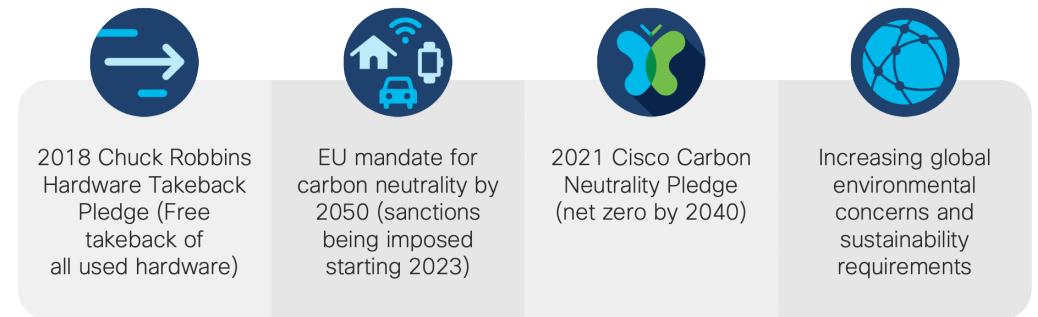 2018 Chuck Robbins
Hardware Takeback
Pledge (Free
takeback of
all used hardware)
EU mandate for
carbon neutrality by
2050 (sanctions
being imposed
starting 2023)
2021 Cisco Carbon
Neutrality Pledge
(net zero by 2040)
Increasing global
environmental
concerns and
sustainability
requirements